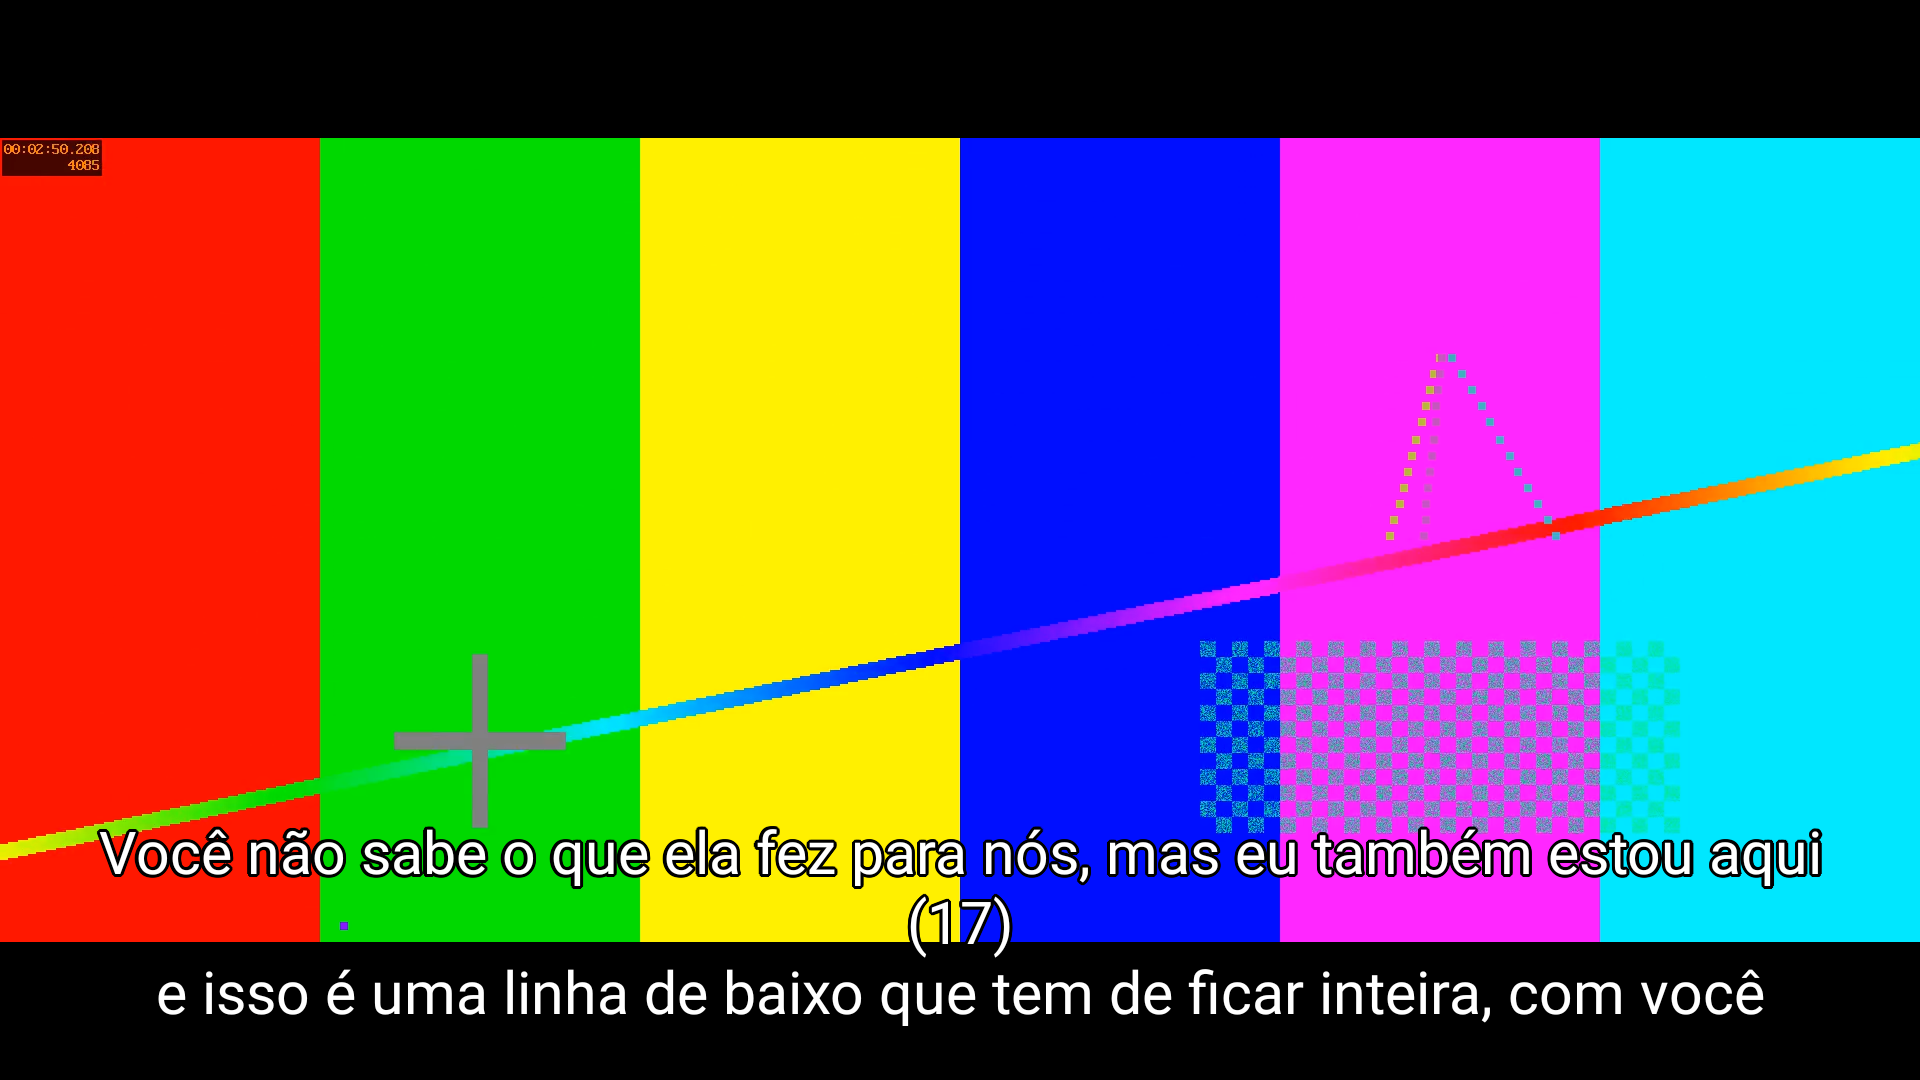 00:02:50.208
4085
Você não sabe o que ela fez para nós, mas eu também estou aqui
(17)
e isso é uma linha de baixo que tem de ficar inteira, com você